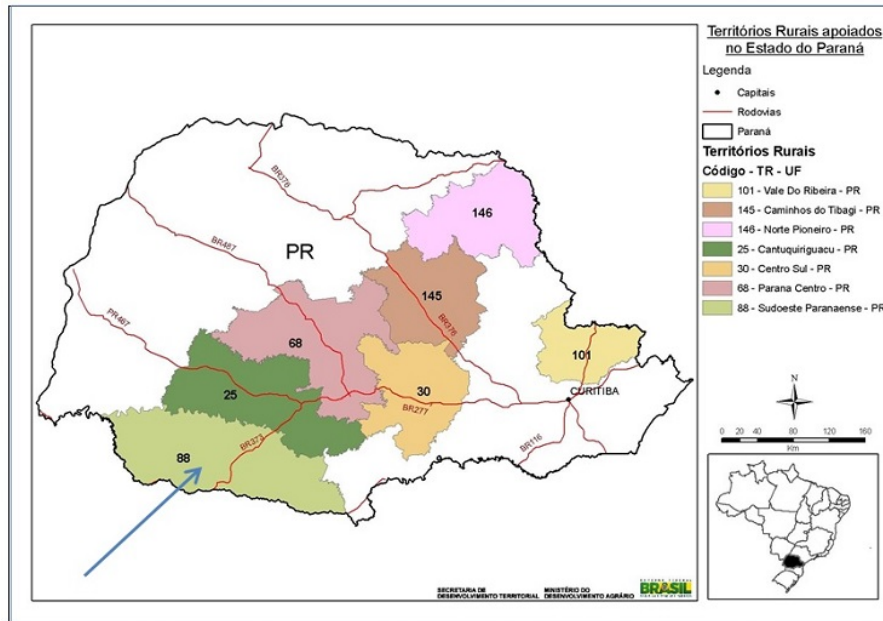 Territórios Rurais apoiados
no Estado do Paraná
Legenda
Capitais
Rodovias
Paraná
Territórios Rurais
Código - TR - UF
101 - Vale Do Ribeira - PR
145 - Caminhos do Tibagi - PR
146 - Norte Pioneiro - PR
25 - Cantuquiriguacu - PR
30 - Centro Sul - PR
68 - Parana Centro - PR
88 - Sudoeste Paranaense - PR
BR376
146
BR467
PR
145
BR376
PR467
68
101
25
30
CURITIBA
BR277
BR373
88
BR116
N
0 20 40 80 120 160
Km
SECRETARIA DE
DESENVOLVIMENTO TERRITORIAL
MINISTÉRIO DO
DESENVOLVIMENTO AGRÁRIO
GOVERNO FEDERAL
BRASIL